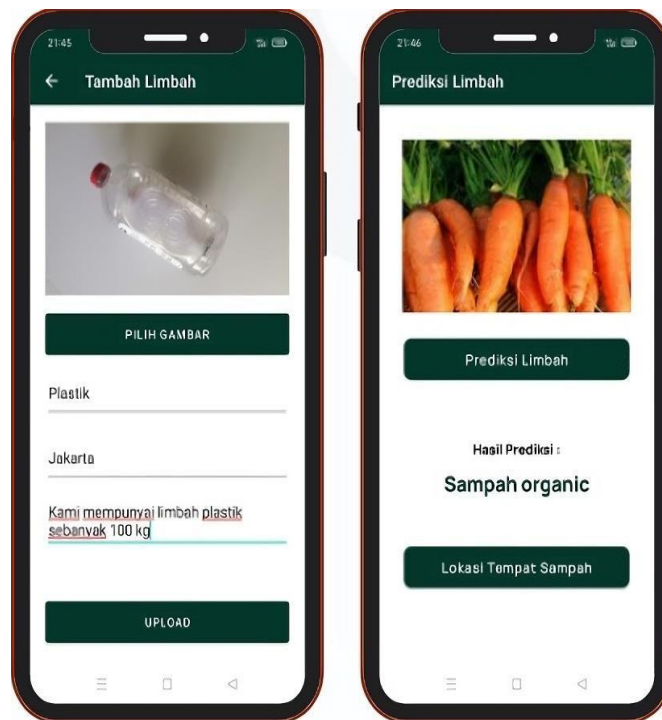 21:45
Tambah Limbah
PILIH GAMBAR
Plastik
Jakarta
Kami mempunyai limbah plastik
sebanyak 100 kg
UPLOAD
21:46
Prediksi Limbah
Prediksi Limbah
Hasil Prediksi :
Sampah organic
Lokasi Tempat Sampah